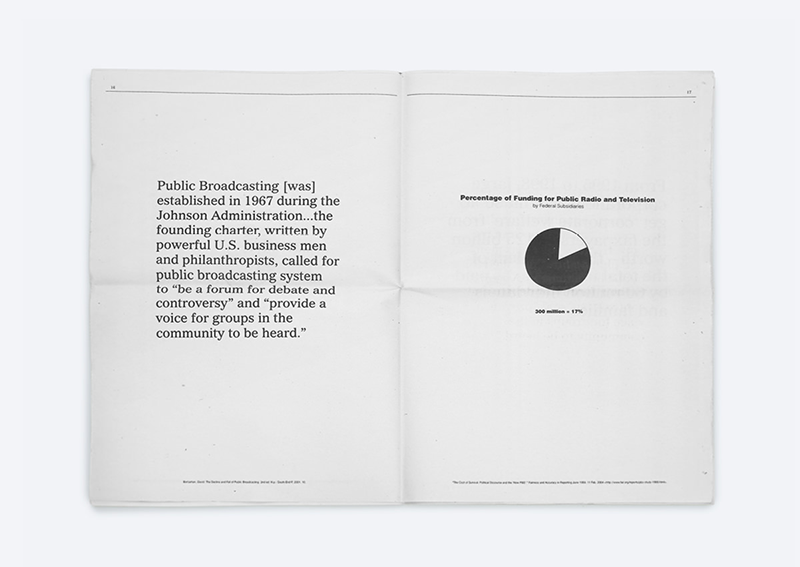 16
Public Broadcasting [was]
established in 1967 during the
Johnson Administration...the
founding charter, written by
powerful U.S. business men
and philanthropists, called for
public broadcasting system
to “be a forum for debate and
controversy” and “provide a
voice for groups in the
community to be heard.”
17
Percentage of Funding for Public Radio and Television
by Federal Subsidiaries
300 million = 17%